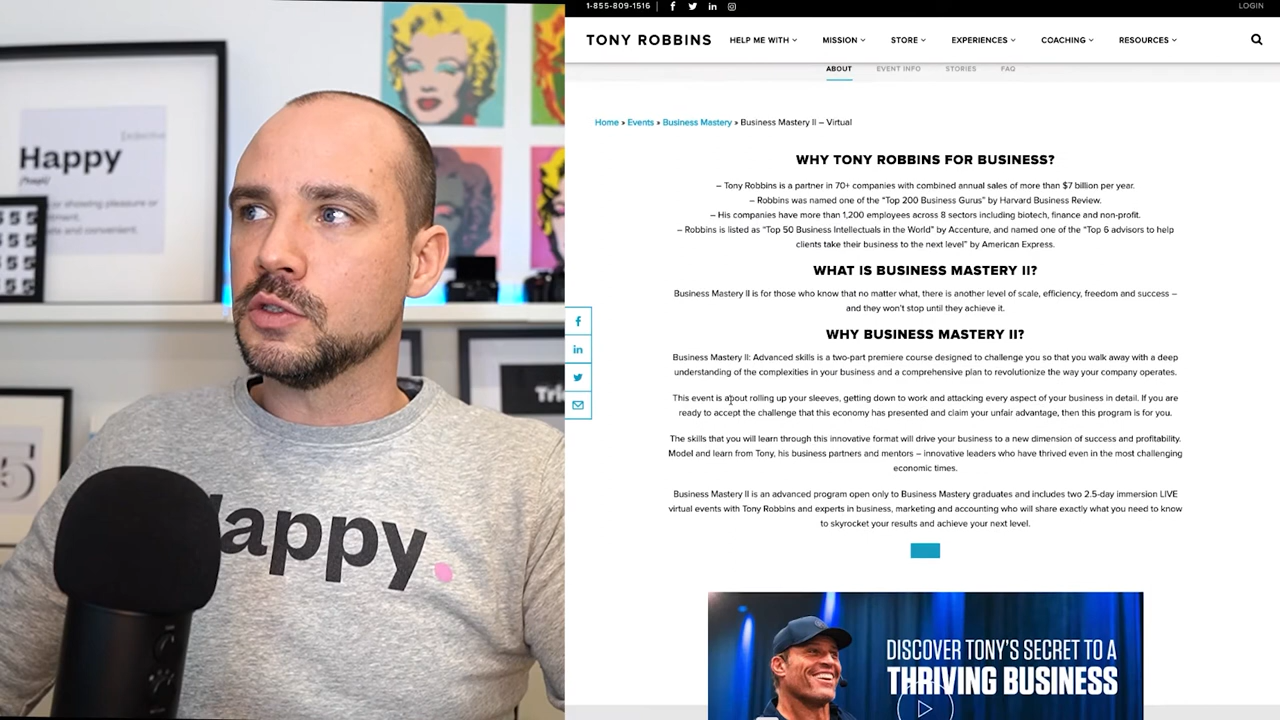 Happy
Happy.
1-855-809-1516
LOGIN
TONY ROBBINS
HELP ME WITH
MISSION
STORE
EXPERIENCES
COACHING
RESOURCES
ABOUT
EVENT INFO
STORIES
FAQ
Home » Events » Business Mastery » Business Mastery II – Virtual
WHY TONY ROBBINS FOR BUSINESS?
– Tony Robbins is a partner in 70+ companies with combined annual sales of more than $7 billion per year.
– Robbins was named one of the “Top 200 Business Gurus” by Harvard Business Review.
– His companies have more than 1,200 employees across 8 sectors including biotech, finance and non-profit.
– Robbins is listed as “Top 50 Business Intellectuals in the World” by Accenture, and named one of the “Top 6 advisors to help
clients take their business to the next level” by American Express.
WHAT IS BUSINESS MASTERY II?
Business Mastery II is for those who know that no matter what, there is another level of scale, efficiency, freedom and success –
and they won’t stop until they achieve it.
WHY BUSINESS MASTERY II?
Business Mastery II: Advanced skills is a two-part premiere course designed to challenge you so that you walk away with a deep
understanding of the complexities in your business and a comprehensive plan to revolutionize the way your company operates.
This event is about rolling up your sleeves, getting down to work and attacking every aspect of your business in detail. If you are
ready to accept the challenge that this economy has presented and claim your unfair advantage, then this program is for you.
The skills that you will learn through this innovative format will drive your business to a new dimension of success and profitability.
Model and learn from Tony, his business partners and mentors – innovative leaders who have thrived even in the most challenging
economic times.
Business Mastery II is an advanced program open only to Business Mastery graduates and includes two 2.5-day immersion LIVE
virtual events with Tony Robbins and experts in business, marketing and accounting who will share exactly what you need to know
to skyrocket your results and achieve your next level.
DISCOVER TONY’S SECRET TO A
THRIVING BUSINESS